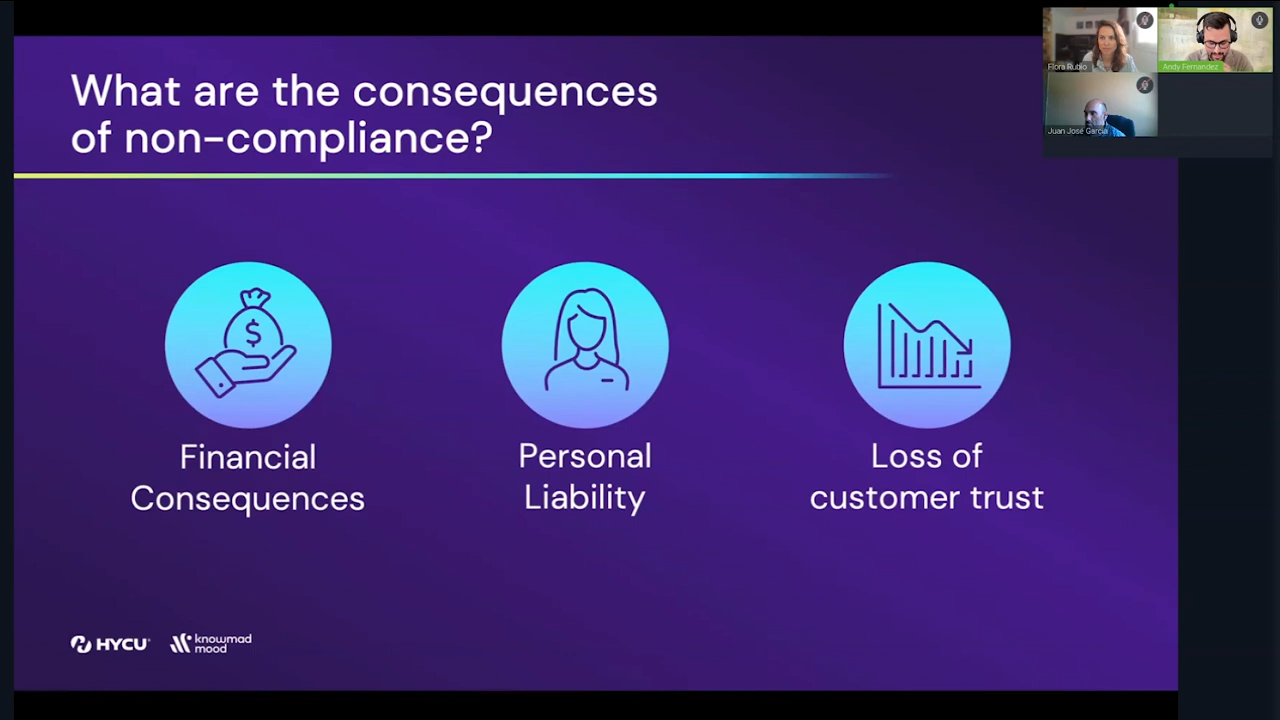 What are the consequences
of non-compliance?
Flora Rubio
Andy Fernandez
Juan José García
$
Financial
Consequences
Personal
Liability
Loss of
customer trust
HYCU®
knowmad
mood